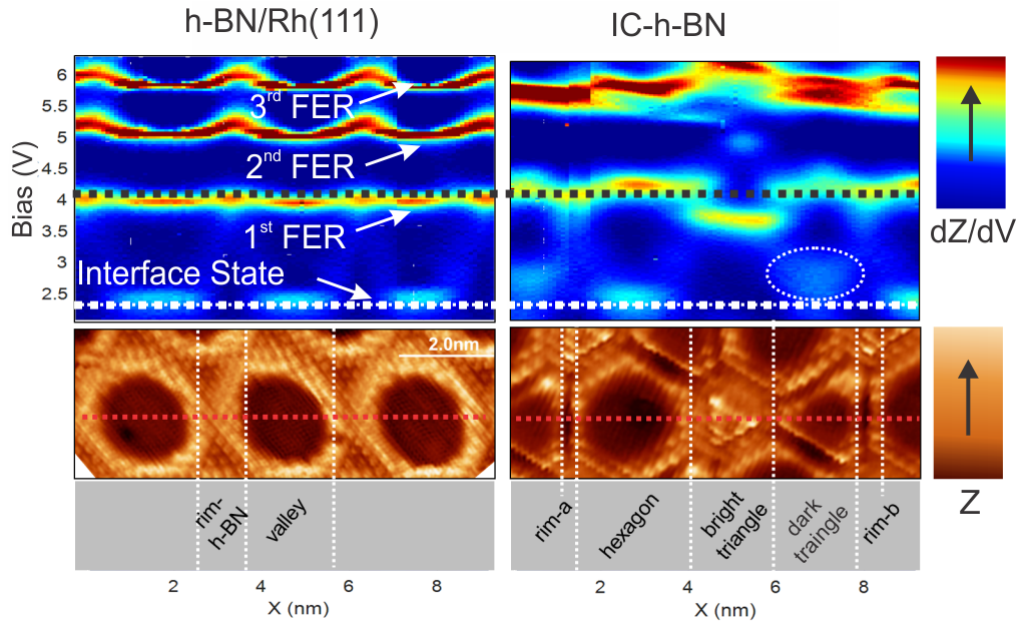 h-BN/Rh(111)
IC-h-BN
Bias (V)
6
5.5
5
4.5
4
3.5
3
2.5
3rd FER
2nd FER
1st FER
Interface State
dZ/dV
2.0nm
Z
rim-
h-BN
valley
rim-a
hexagon
bright
triangle
dark
traingle
rim-b
2
4
6
8
X (nm)
2
4
6
8
X (nm)